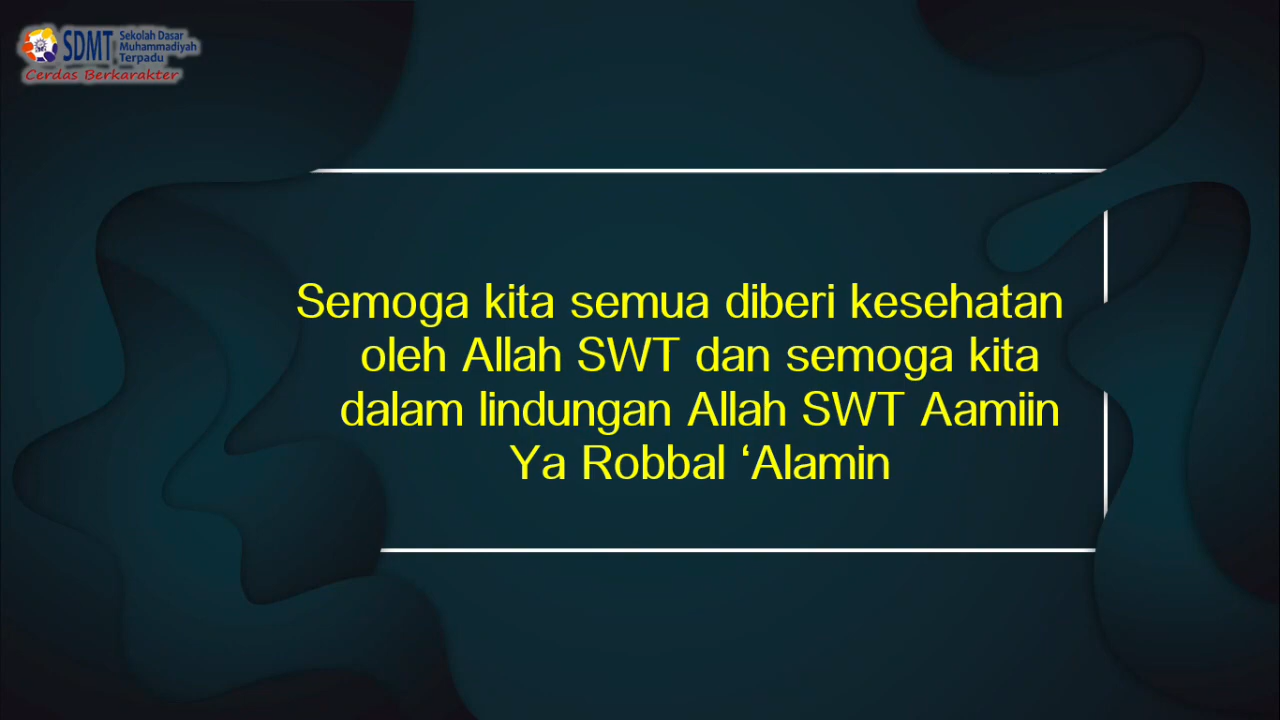 SDMT
Sekolah Dasar
Muhammadiyah
Terpadu
Cerdas Berkarakter
Semoga kita semua diberi kesehatan
oleh Allah SWT dan semoga kita
dalam lindungan Allah SWT Aamiin
Ya Robbal ‘Alamin